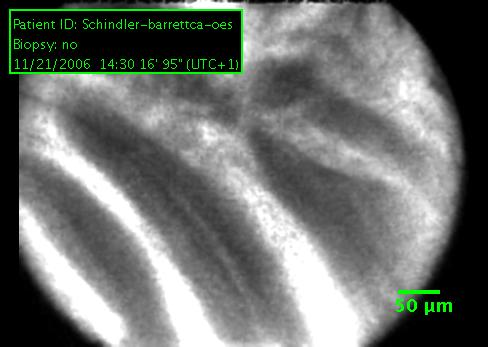 Patient ID: Schindler-barrettca-oes
Biopsy: no
11/21/2006 14:30 16' 95" (UTC+1)
50 µm